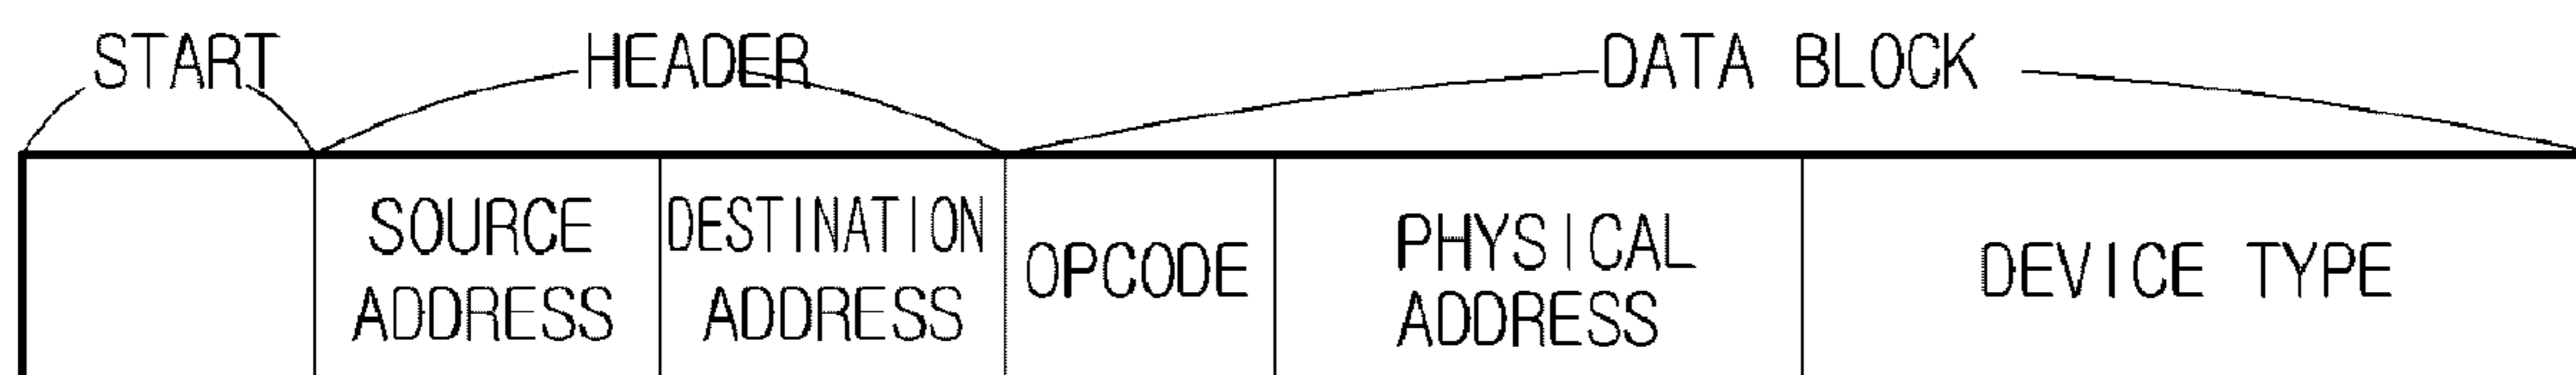 START HEADER DATA BLOCK
SOURCE ADDRESS
DESTINATION ADDRESS
OPCODE
PHYSICAL ADDRESS
DEVICE TYPE